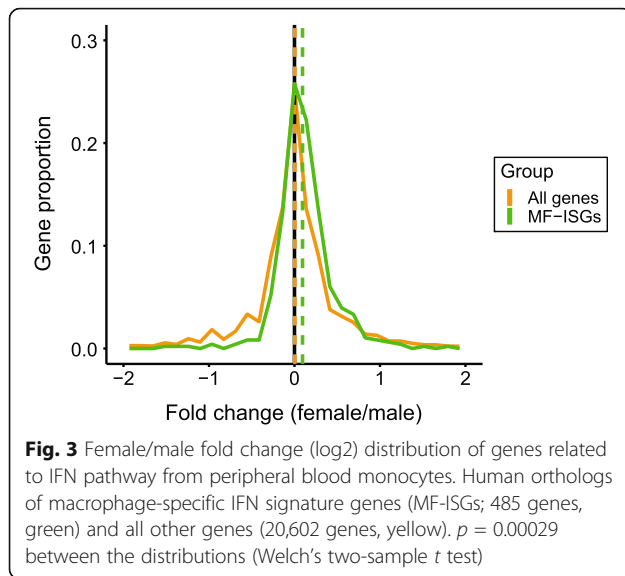 0.3
0.2
0.1
0.0
Gene proportion
−2
−1
0
1
2
Fold change (female/male)
Group
All genes
MF−ISGs
Fig. 3 Female/male fold change (log2) distribution of genes related
to IFN pathway from peripheral blood monocytes. Human orthologs
of macrophage-specific IFN signature genes (MF-ISGs; 485 genes,
green) and all other genes (20,602 genes, yellow). p = 0.00029
between the distributions (Welch's two-sample t test)